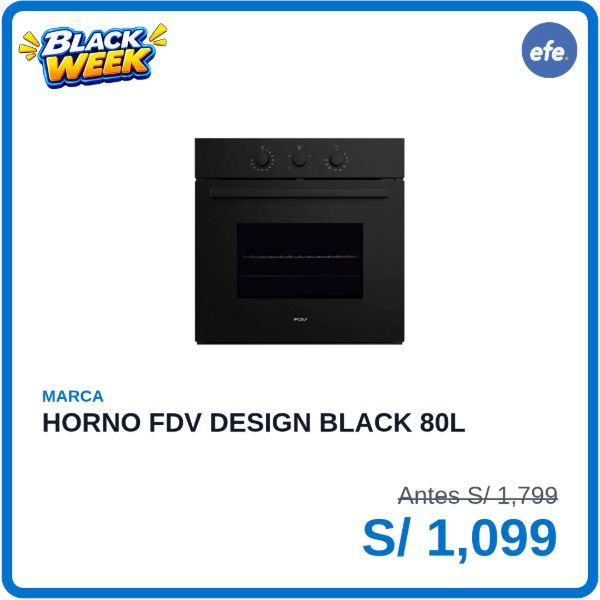 BLACK
WEEK
efe.
FDV
MARCA
HORNO FDV DESIGN BLACK 80L
Antes S/ 1,799
S/ 1,099